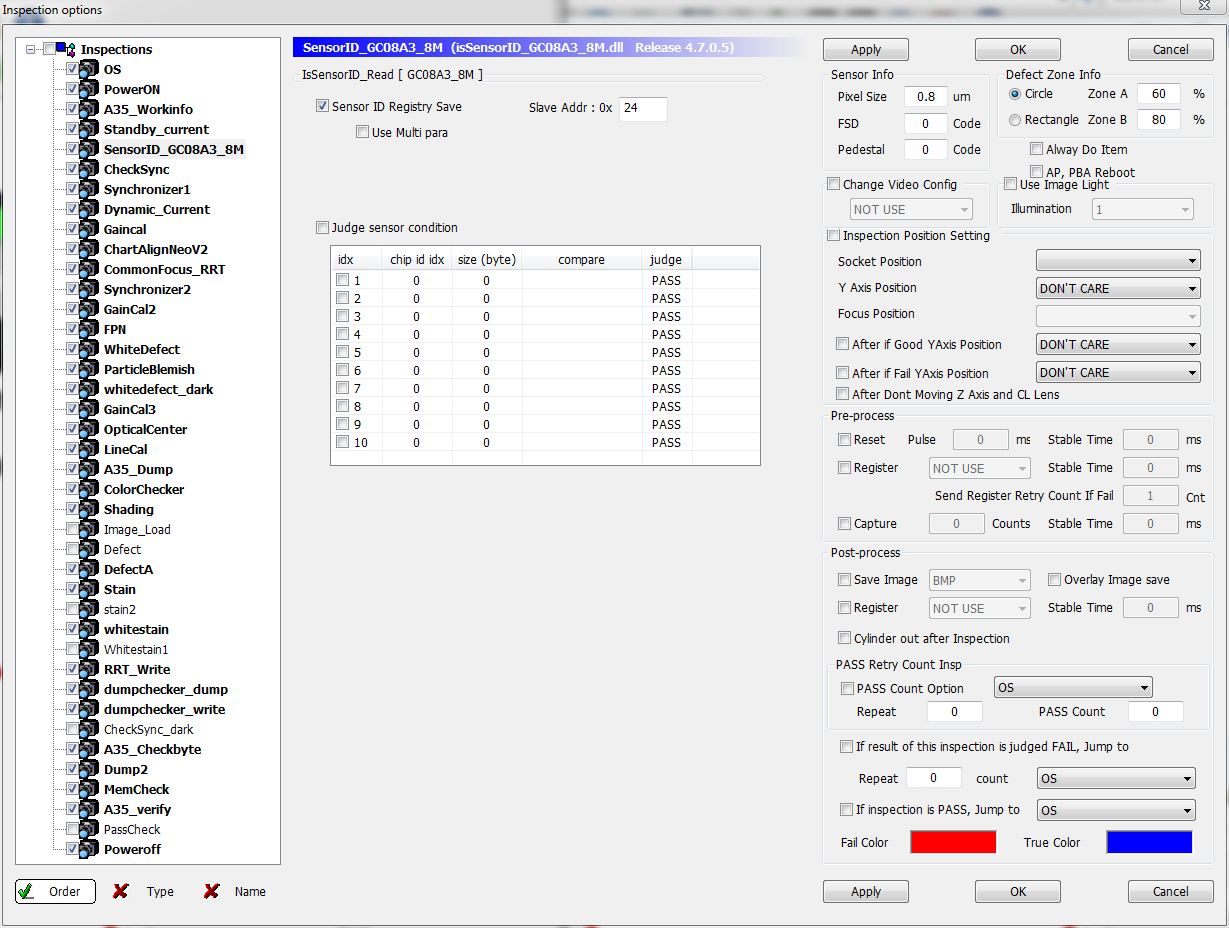 Inspection options
Inspections
OS
PowerON
A35_Workinfo
Standby_current
SensorID_GC08A3_8M
CheckSync
Synchronizer1
Dynamic_Current
Gaincal
ChartAlignNeoV2
CommonFocus_RRT
Synchronizer2
GainCal2
FPN
WhiteDefect
ParticleBlemish
whitedefect_dark
GainCal3
OpticalCenter
LineCal
A35_Dump
ColorChecker
Shading
Image_Load
Defect
DefectA
Stain
stain2
whitestain
Whitestain1
RRT_Write
dumpchecker_dump
dumpchecker_write
CheckSync_dark
A35_Checkbyte
Dump2
MemCheck
A35_verify
PassCheck
Poweroff
Order Type Name
SensorID_GC08A3_8M (isSensorID_GC08A3_8M.dll Release 4.7.0.5)
IsSensorID_Read [ GC08A3_8M ]
Sensor ID Registry Save Slave Addr : 0x 24
Use Multi para
Judge sensor condition
idx chip id idx size (byte) compare judge
1 0 0 PASS
2 0 0 PASS
3 0 0 PASS
4 0 0 PASS
5 0 0 PASS
6 0 0 PASS
7 0 0 PASS
8 0 0 PASS
9 0 0 PASS
10 0 0 PASS
Apply OK Cancel
Sensor Info
Pixel Size 0.8 um
FSD 0 Code
Pedestal 0 Code
Defect Zone Info
Circle Zone A 60 %
Rectangle Zone B 80 %
Alway Do Item
AP, PBA Reboot
Change Video Config
NOT USE
Use Image Light
Illumination 1
Inspection Position Setting
Socket Position
Y Axis Position DON'T CARE
Focus Position
After if Good YAxis Position DON'T CARE
After if Fail YAxis Position DON'T CARE
After Dont Moving Z Axis and CL Lens
Pre-process
Reset Pulse 0 ms Stable Time 0 ms
Register NOT USE Stable Time 0 ms
Send Register Retry Count If Fail 1 Cnt
Capture 0 Counts Stable Time 0 ms
Post-process
Save Image BMP Overlay Image save
Register NOT USE Stable Time 0 ms
Cylinder out after Inspection
PASS Retry Count Insp
PASS Count Option OS
Repeat 0 PASS Count 0
If result of this inspection is judged FAIL, Jump to
Repeat 0 count OS
If inspection is PASS, Jump to OS
Fail Color True Color
Apply OK Cancel